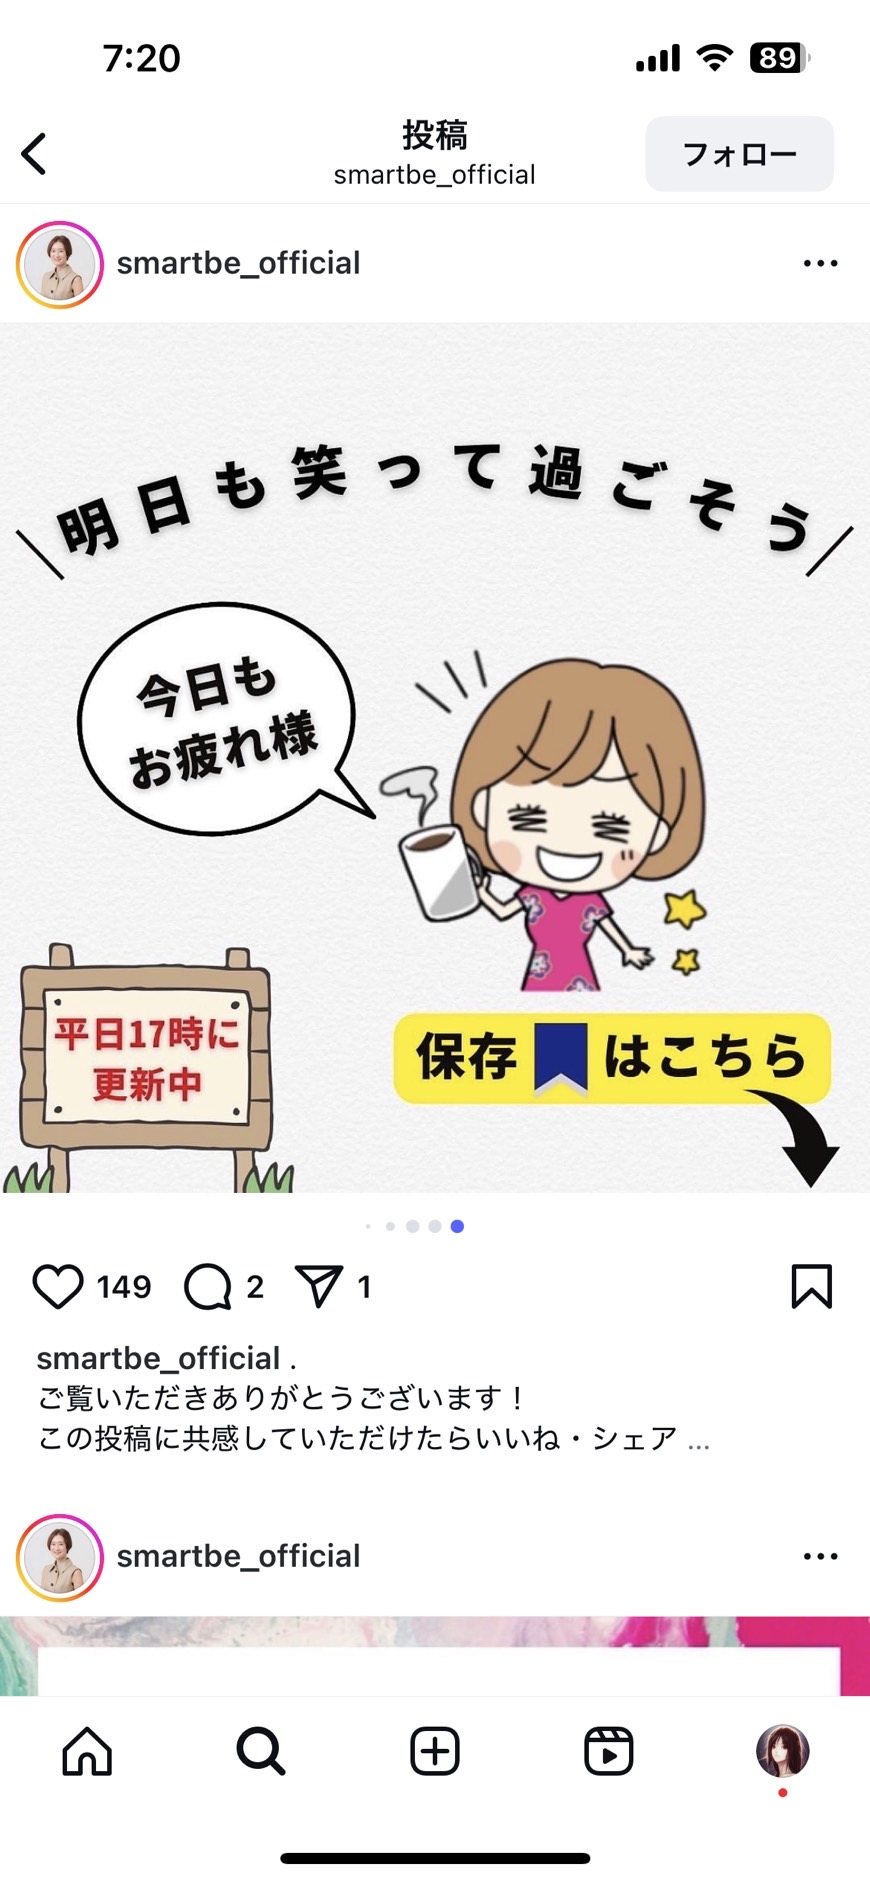 7:20
89
投稿
smartbe_official
フォロー
smartbe_official
明日も笑って過ごそう
今日も
お疲れ様
平日17時に
更新中
保存はこちら
149
2
1
smartbe_official .
ご覧いただきありがとうございます！
この投稿に共感していただけたらいいね・シェア ...
smartbe_official